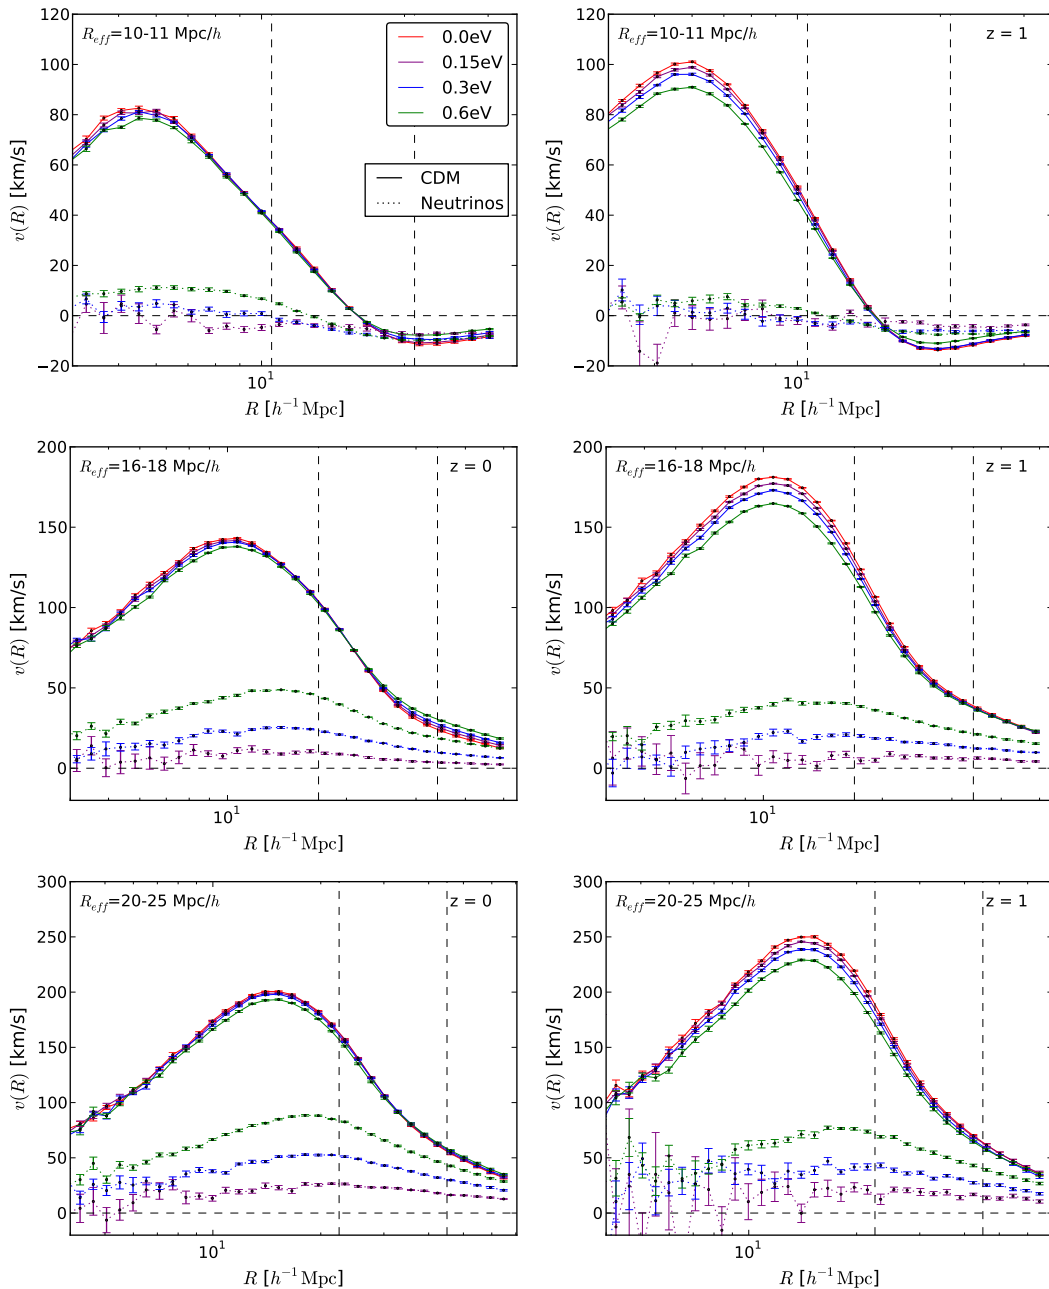 R_eff=10-11 Mpc/h
0.0eV
0.15eV
0.3eV
0.6eV
CDM
Neutrinos
120
100
80
60
40
20
0
−20
v(R) [km/s]
10^1
R [h^−1 Mpc]
R_eff=10-11 Mpc/h
z = 1
120
100
80
60
40
20
0
−20
v(R) [km/s]
10^1
R [h^−1 Mpc]
R_eff=16-18 Mpc/h
z = 0
200
150
100
50
0
v(R) [km/s]
10^1
R [h^−1 Mpc]
R_eff=16-18 Mpc/h
z = 1
200
150
100
50
0
v(R) [km/s]
10^1
R [h^−1 Mpc]
R_eff=20-25 Mpc/h
z = 0
300
250
200
150
100
50
0
v(R) [km/s]
10^1
R [h^−1 Mpc]
R_eff=20-25 Mpc/h
z = 1
300
250
200
150
100
50
0
v(R) [km/s]
10^1
R [h^−1 Mpc]